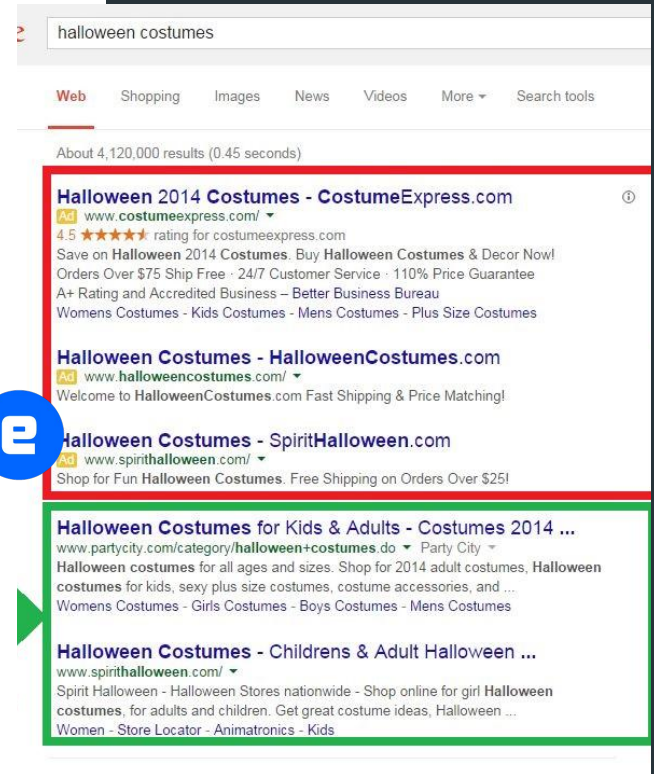 e
halloween costumes
Web Shopping Images News Videos More Search tools
About 4,120,000 results (0.45 seconds)
Halloween 2014 Costumes - CostumeExpress.com
Ad www.costumeexpress.com/
4.5 ★★★★★ rating for costumeexpress.com
Save on Halloween 2014 Costumes. Buy Halloween Costumes & Decor Now!
Orders Over $75 Ship Free · 24/7 Customer Service · 110% Price Guarantee
A+ Rating and Accredited Business – Better Business Bureau
Womens Costumes - Kids Costumes - Mens Costumes - Plus Size Costumes
Halloween Costumes - HalloweenCostumes.com
Ad www.halloweencostumes.com/
Welcome to HalloweenCostumes.com Fast Shipping & Price Matching!
e
Halloween Costumes - SpiritHalloween.com
Ad www.spirithalloween.com/
Shop for Fun Halloween Costumes. Free Shipping on Orders Over $25!
Halloween Costumes for Kids & Adults - Costumes 2014 ...
www.partycity.com/category/halloween+costumes.do Party City
Halloween costumes for all ages and sizes. Shop for 2014 adult costumes, Halloween
costumes for kids, sexy plus size costumes, costume accessories, and ...
Womens Costumes - Girls Costumes - Boys Costumes - Mens Costumes
Halloween Costumes - Childrens & Adult Halloween ...
www.spirithalloween.com/
Spirit Halloween - Halloween Stores nationwide - Shop online for girl Halloween
costumes, for adults and children. Get great costume ideas, Halloween ...
Women - Store Locator - Animatronics - Kids